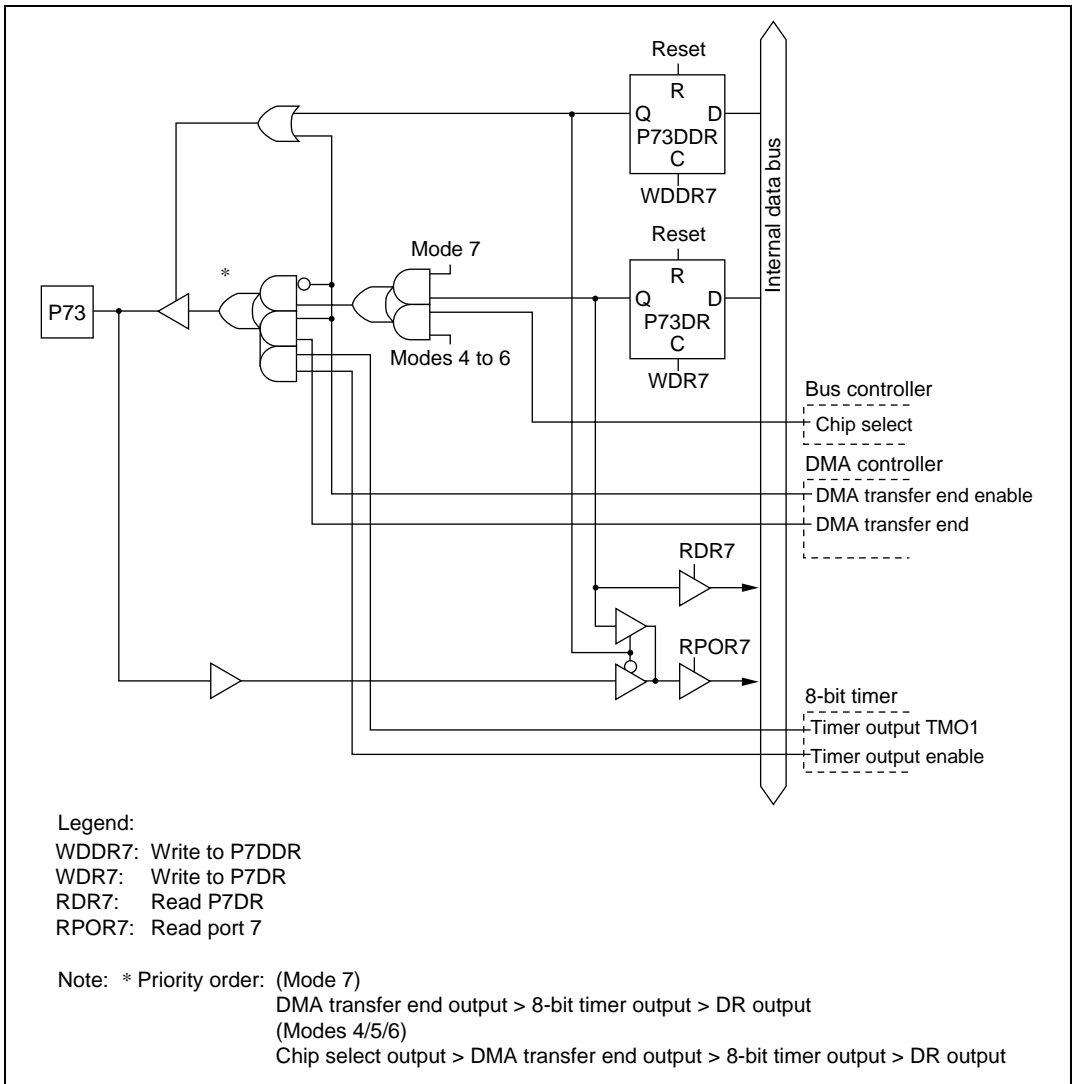 Reset
R
Q D
P73DDR
C
WDDR7
Internal data bus
Reset
R
Q D
P73DR
C
WDR7
Mode 7
*
P73
Modes 4 to 6
Bus controller
Chip select
DMA controller
DMA transfer end enable
DMA transfer end
RDR7
RPOR7
8-bit timer
Timer output TMO1
Timer output enable
Legend:
WDDR7: Write to P7DDR
WDR7: Write to P7DR
RDR7: Read P7DR
RPOR7: Read port 7
Note: * Priority order: (Mode 7)
DMA transfer end output > 8-bit timer output > DR output
(Modes 4/5/6)
Chip select output > DMA transfer end output > 8-bit timer output > DR output